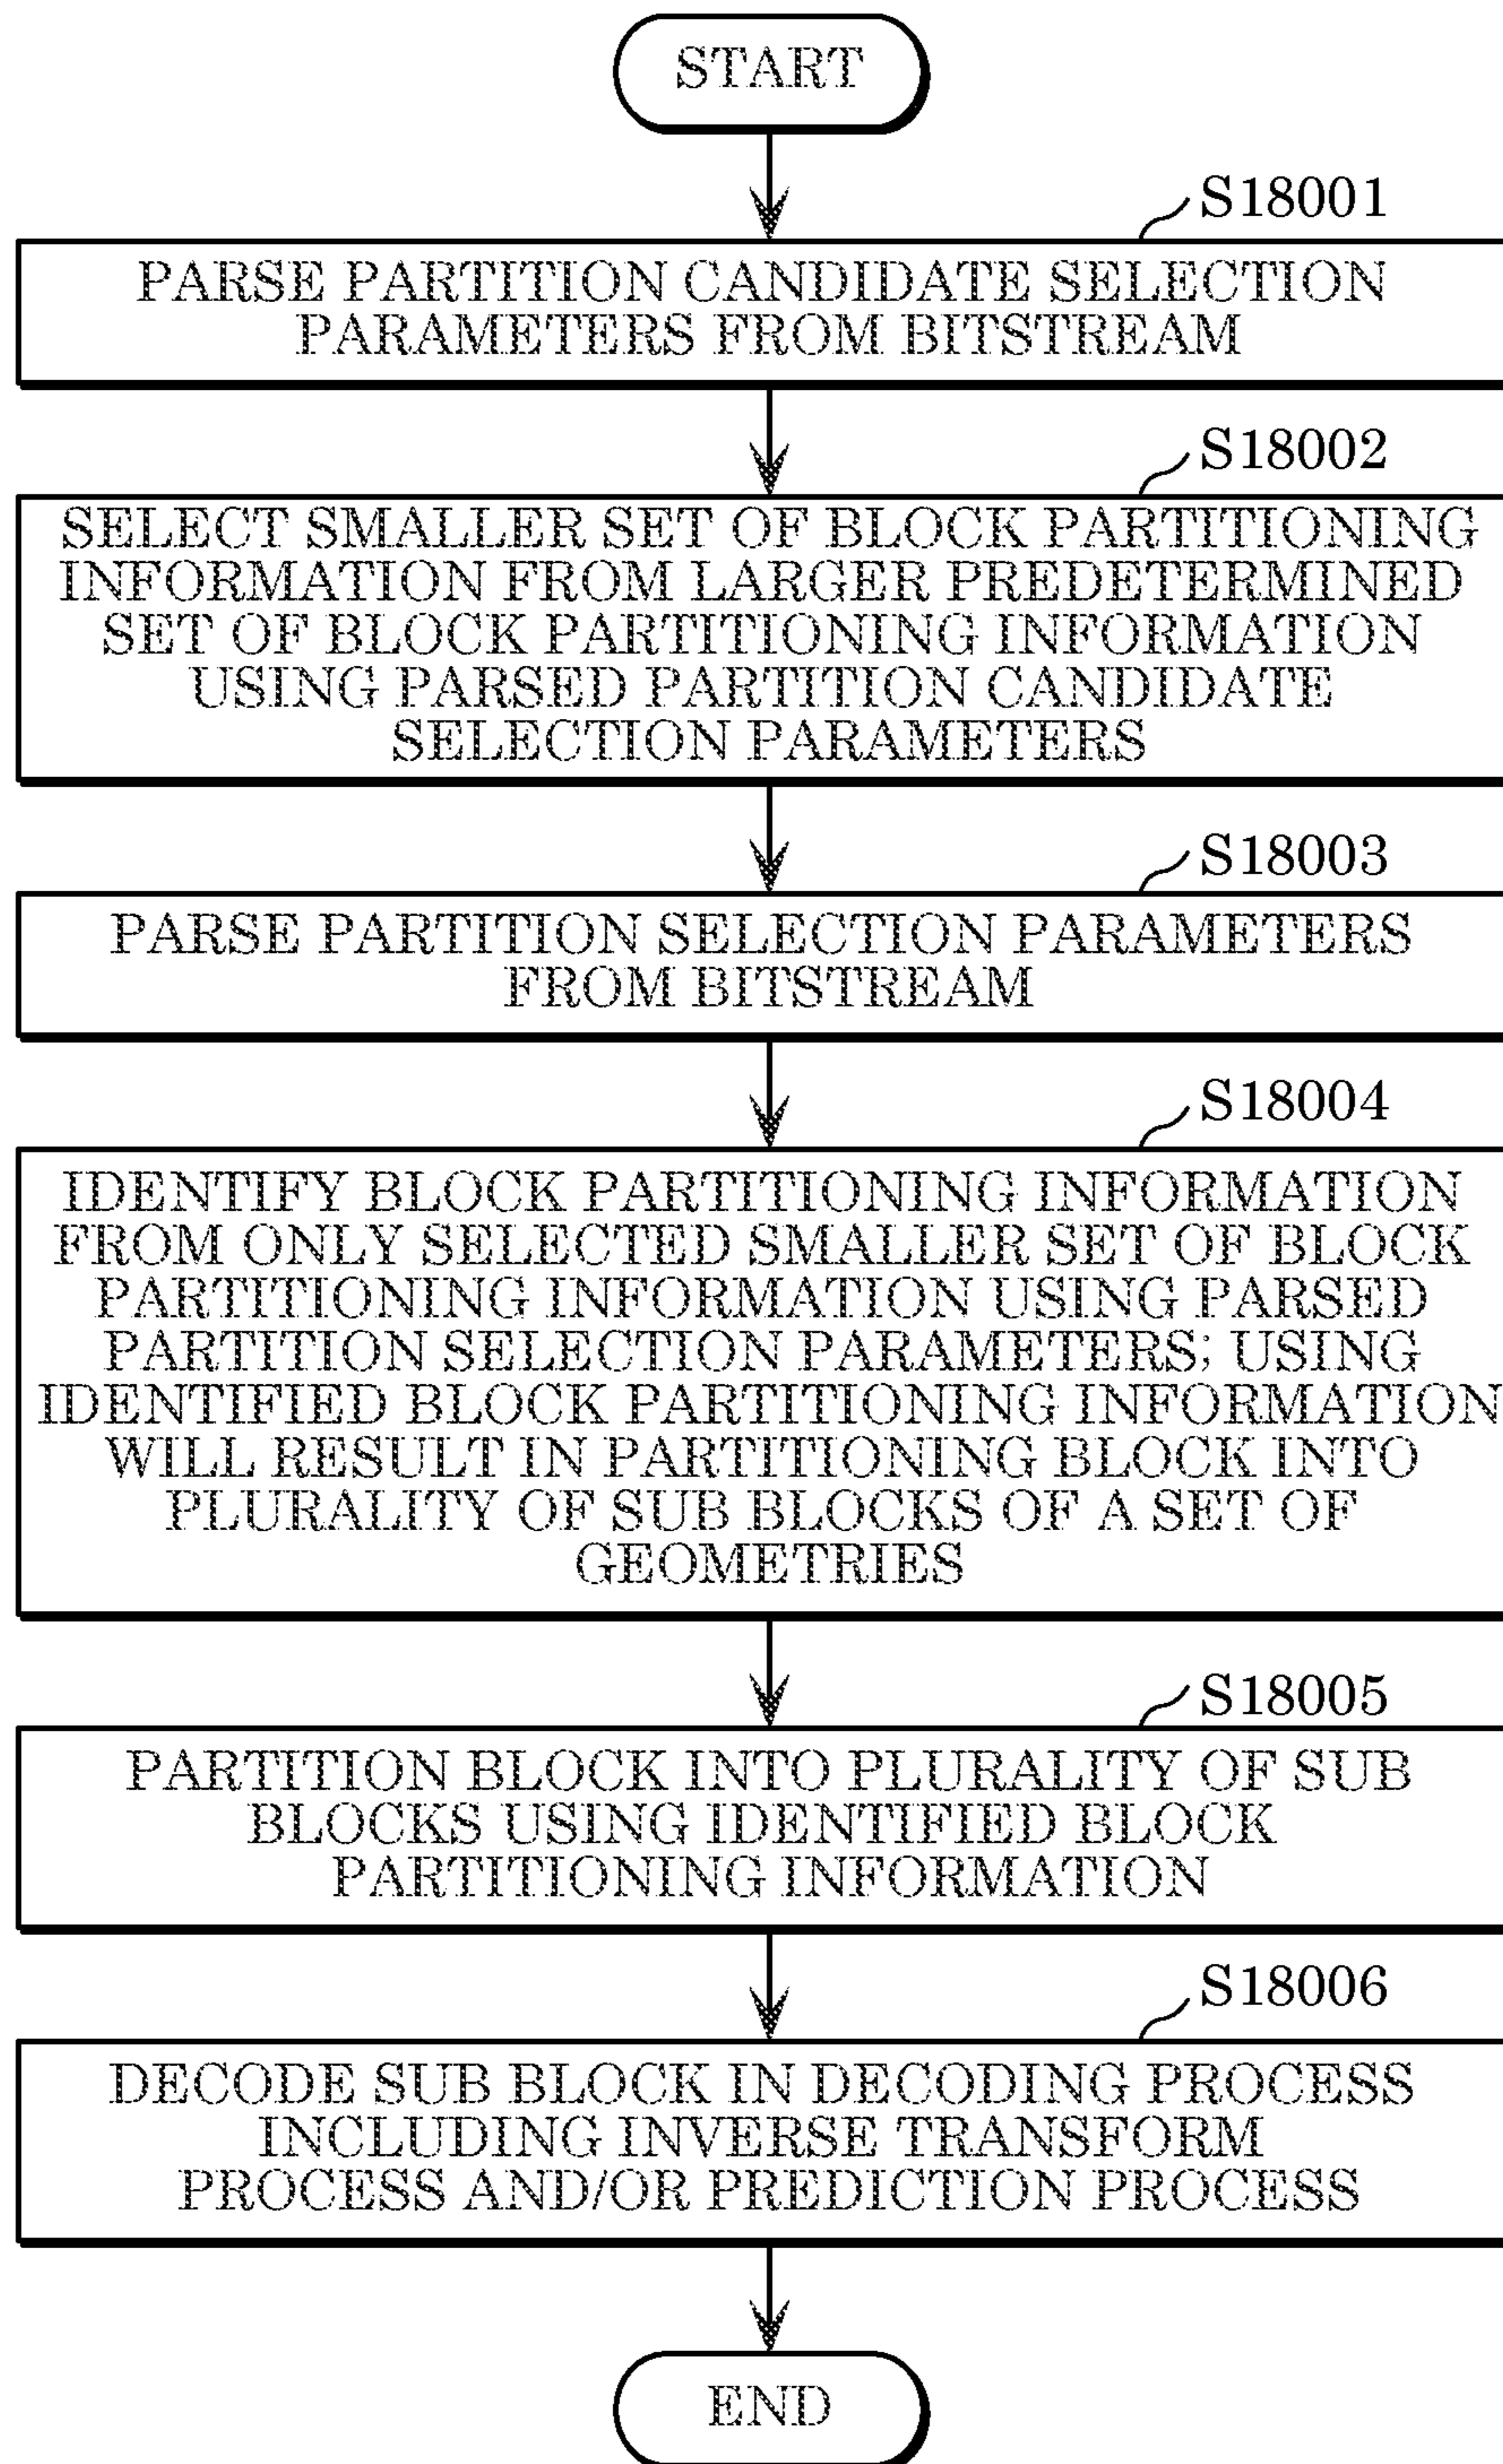 START
S18001
PARSE PARTITION CANDIDATE SELECTION
PARAMETERS FROM BITSTREAM
S18002
SELECT SMALLER SET OF BLOCK PARTITIONING
INFORMATION FROM LARGER PREDETERMINED
SET OF BLOCK PARTITIONING INFORMATION
USING PARSED PARTITION CANDIDATE
SELECTION PARAMETERS
S18003
PARSE PARTITION SELECTION PARAMETERS
FROM BITSTREAM
S18004
IDENTIFY BLOCK PARTITIONING INFORMATION
FROM ONLY SELECTED SMALLER SET OF BLOCK
PARTITIONING INFORMATION USING PARSED
PARTITION SELECTION PARAMETERS; USING
IDENTIFIED BLOCK PARTITIONING INFORMATION
WILL RESULT IN PARTITIONING BLOCK INTO
PLURALITY OF SUB BLOCKS OF A SET OF
GEOMETRIES
S18005
PARTITION BLOCK INTO PLURALITY OF SUB
BLOCKS USING IDENTIFIED BLOCK
PARTITIONING INFORMATION
S18006
DECODE SUB BLOCK IN DECODING PROCESS
INCLUDING INVERSE TRANSFORM
PROCESS AND/OR PREDICTION PROCESS
END